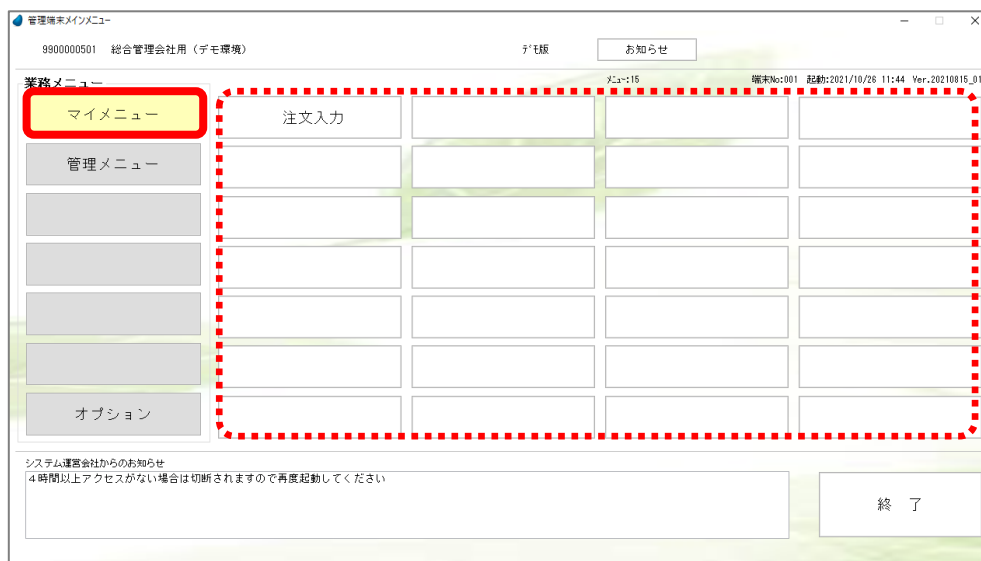 管理端末メインメニュー
9900000501 総合管理会社用(デモ環境) デモ版 お知らせ
業務メニュー ﾒﾆｭｰ:15 端末No:001 起動:2021/10/26 11:44 Ver.20210815_01
マイメニュー 注文入力
管理メニュー
オプション
システム運営会社からのお知らせ
4時間以上アクセスがない場合は切断されますので再度起動してください
終 了